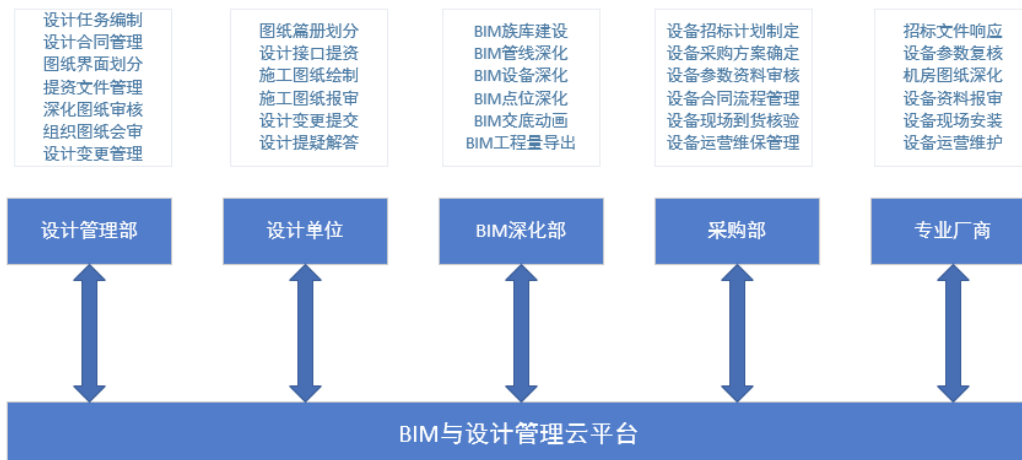 设计任务编制
设计合同管理
图纸界面划分
提资文件管理
深化图纸审核
组织图纸会审
设计变更管理
图纸篇册划分
设计接口提资
施工图纸绘制
施工图纸报审
设计变更提交
设计提疑解答
BIM族库建设
BIM管线深化
BIM设备深化
BIM点位深化
BIM交底动画
BIM工程量导出
设备招标计划制定
设备采购方案确定
设备参数资料审核
设备合同流程管理
设备现场到货核验
设备运营维保管理
招标文件响应
设备参数复核
机房图纸深化
设备资料报审
设备现场安装
设备运营维护
设计管理部
设计单位
BIM深化部
采购部
专业厂商
BIM与设计管理云平台